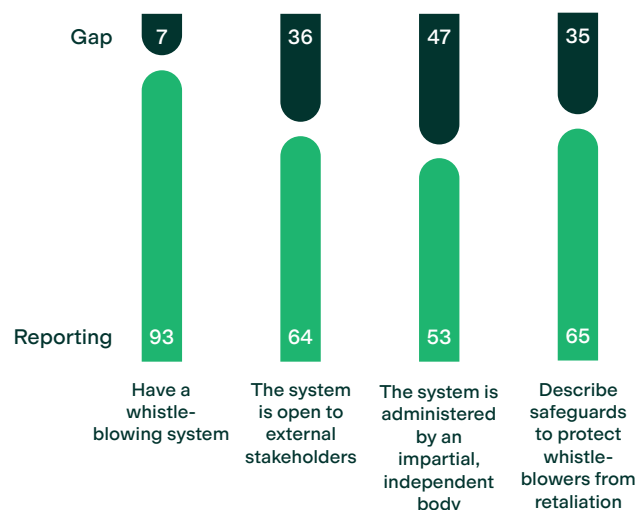 Gap
7
36
47
35
Reporting
93
64
53
65
Have a
whistle-
blowing system
The system
is open to
external
stakeholders
The system is
administered
by an
impartial,
independent
body
Describe
safeguards
to protect
whistle-
blowers from
retaliation